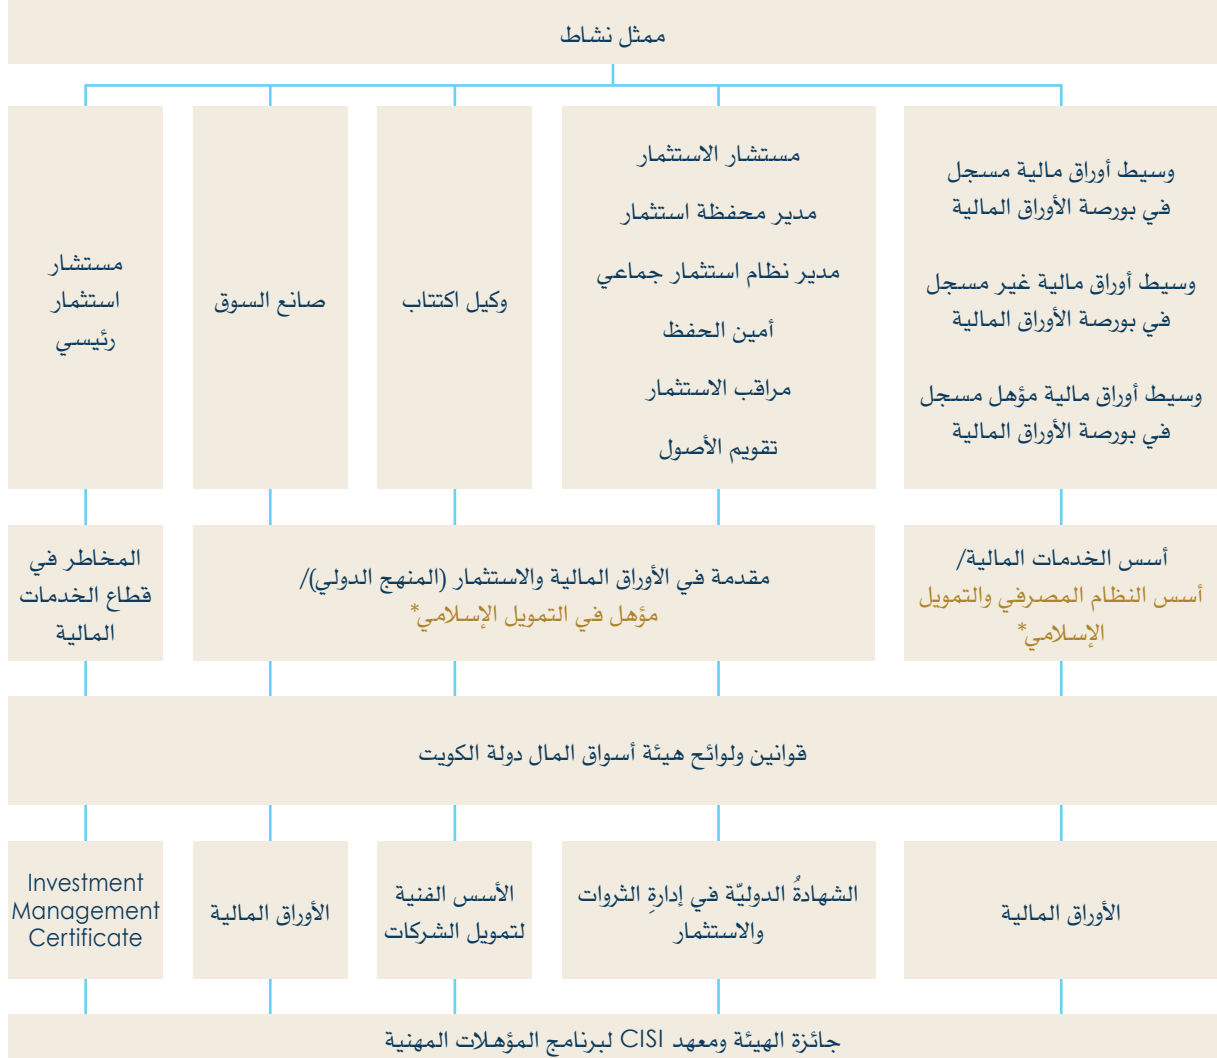 ممثل نشاط
وسيط أوراق مالية مسجل
في بورصة الأوراق المالية
وسيط أوراق مالية غير مسجل
في بورصة الأوراق المالية
وسيط أوراق مالية مؤهل مسجل
في بورصة الأوراق المالية
مستشار الاستثمار
مدير محفظة استثمار
مدير نظام استثمار جماعي
أمين الحفظ
مراقب الاستثمار
تقويم الأصول
وكيل اكتتاب
صانع السوق
مستشار
استثمار
رئيسي
أسس الخدمات المالية/
أسس النظام المصرفي والتمويل
الإسلامي*
مقدمة في الأوراق المالية والاستثمار (المنهج الدولي)/
مؤهل في التمويل الإسلامي*
المخاطر في
قطاع الخدمات
المالية
قوانين ولوائح هيئة أسواق المال دولة الكويت
الأوراق المالية
الشهادةُ الدوليّة في إدارةِ الثروات
والاستثمار
الأسس الفنية
لتمويل الشركات
الأوراق المالية
Investment
Management
Certificate
جائزة الهيئة ومعهد CISI لبرنامج المؤهلات المهنية